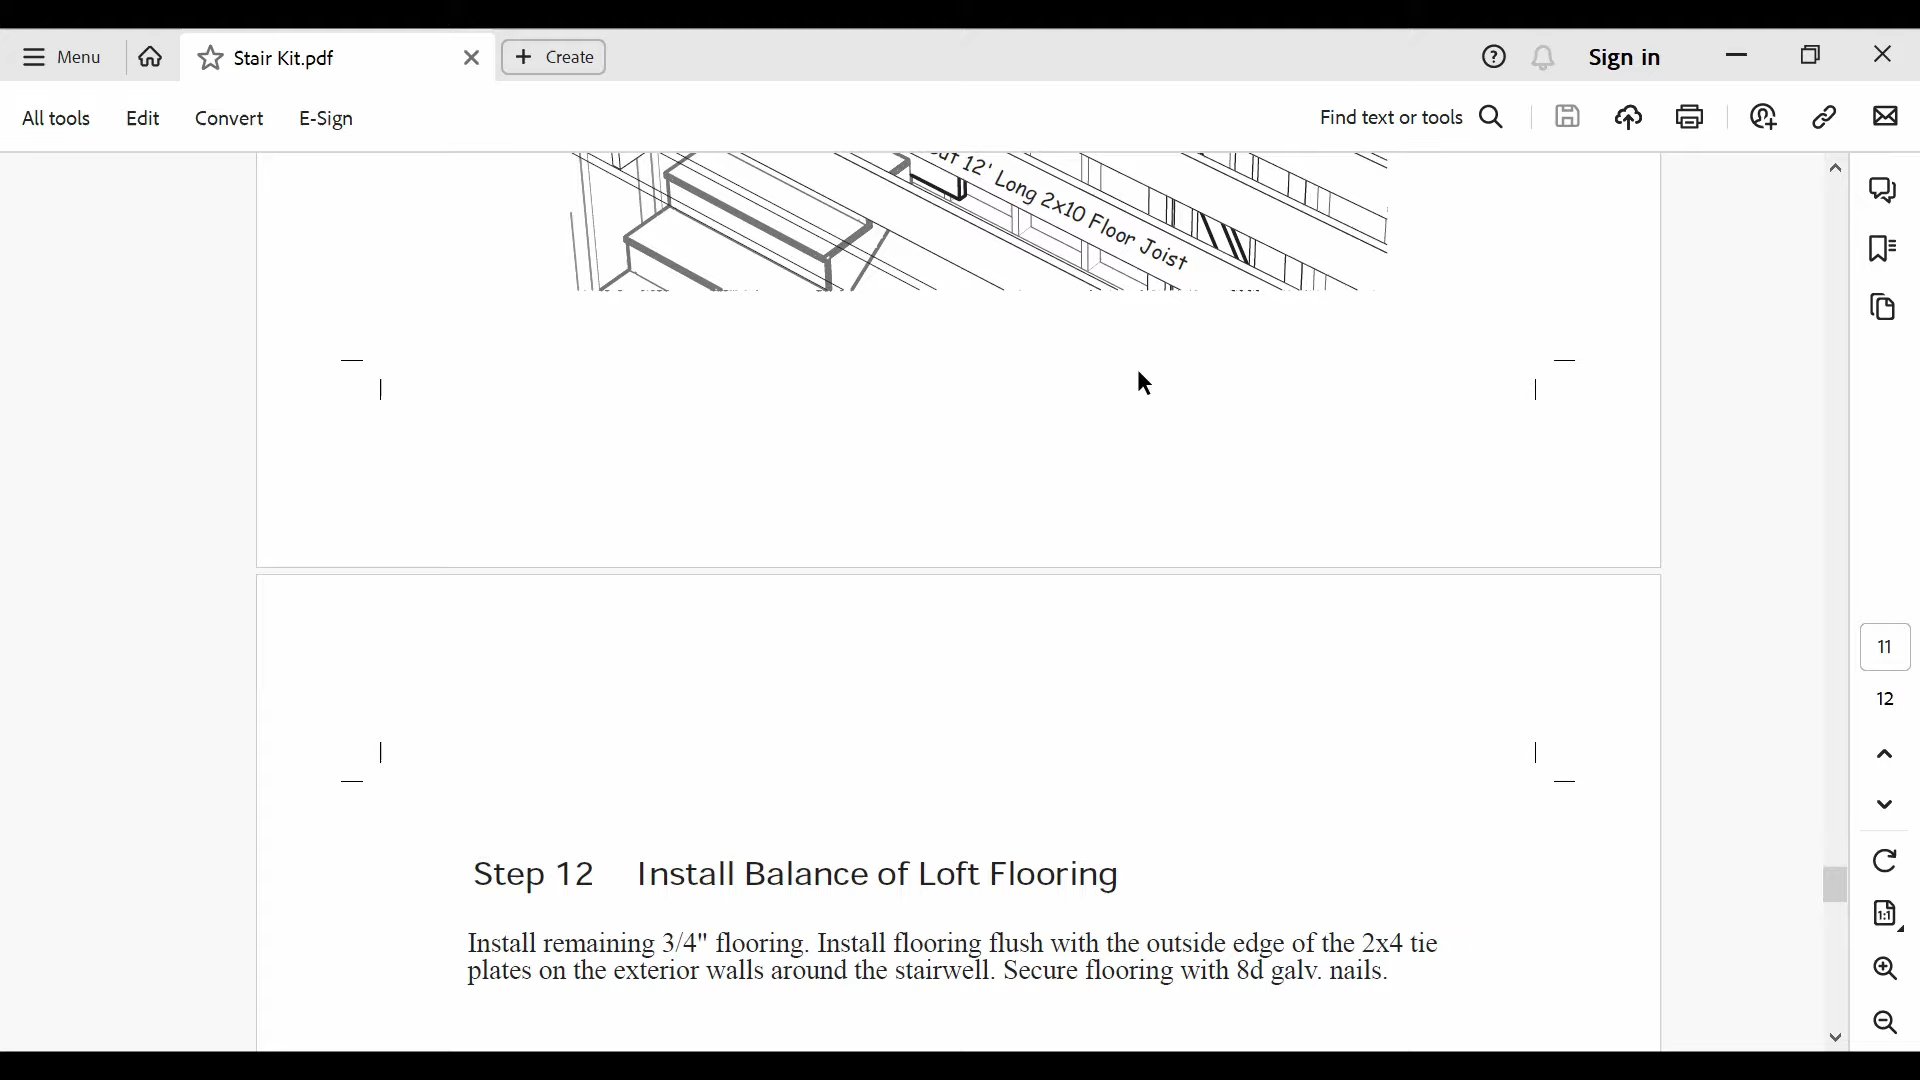 Menu
Stair Kit.pdf
Create
Sign in
All tools
Edit
Convert
E-Sign
Find text or tools
12' Long 2x10 Floor Joist
11
12
Step 12 Install Balance of Loft Flooring
Install remaining 3/4" flooring. Install flooring flush with the outside edge of the 2x4 tie
plates on the exterior walls around the stairwell. Secure flooring with 8d galv. nails.
1:1